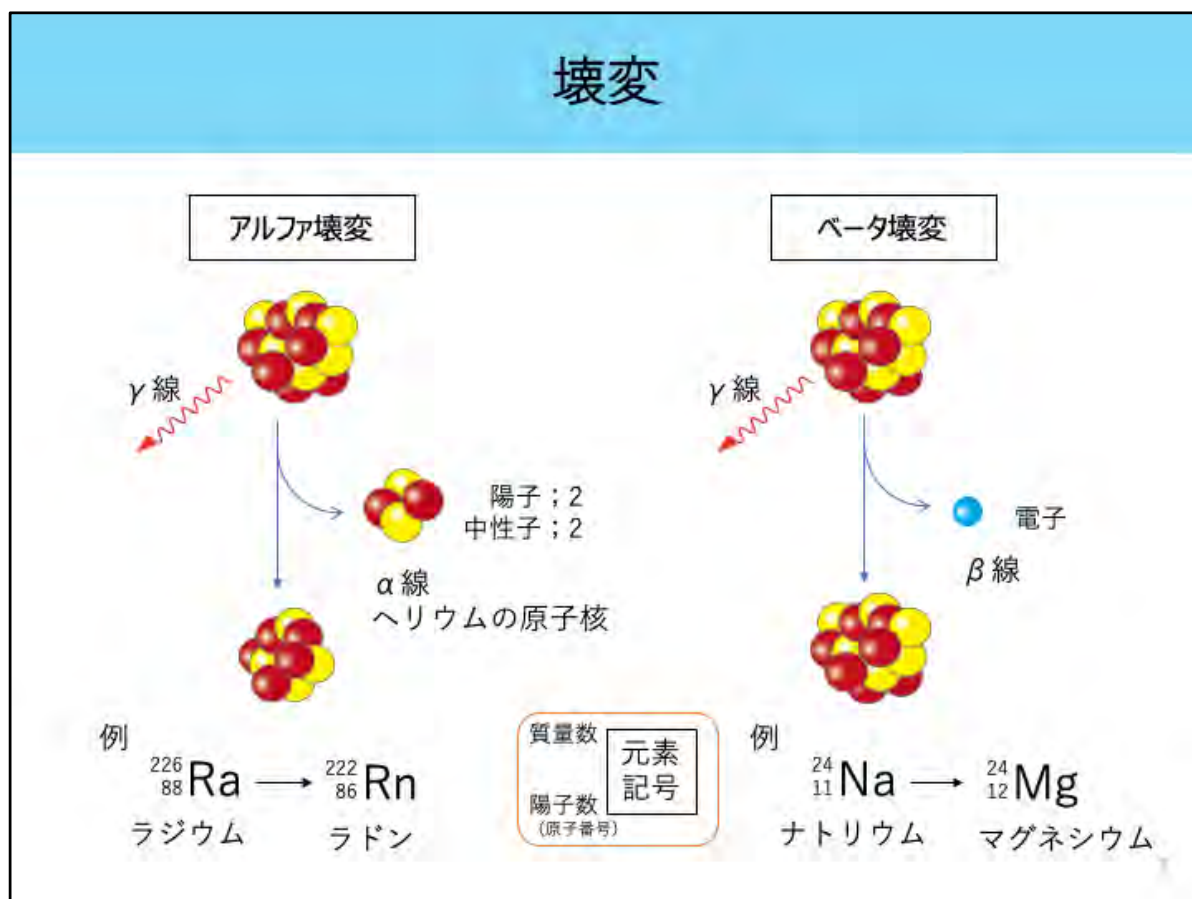 壊変
アルファ壊変
γ線
陽子；2
中性子；2
α線
ヘリウムの原子核
例
226
88
Ra
222
86
Rn
ラジウム
ラドン
質量数
陽子数
（原子番号）
元素
記号
ベータ壊変
γ線
電子
β線
例
24
11
Na
24
12
Mg
ナトリウム
マグネシウム